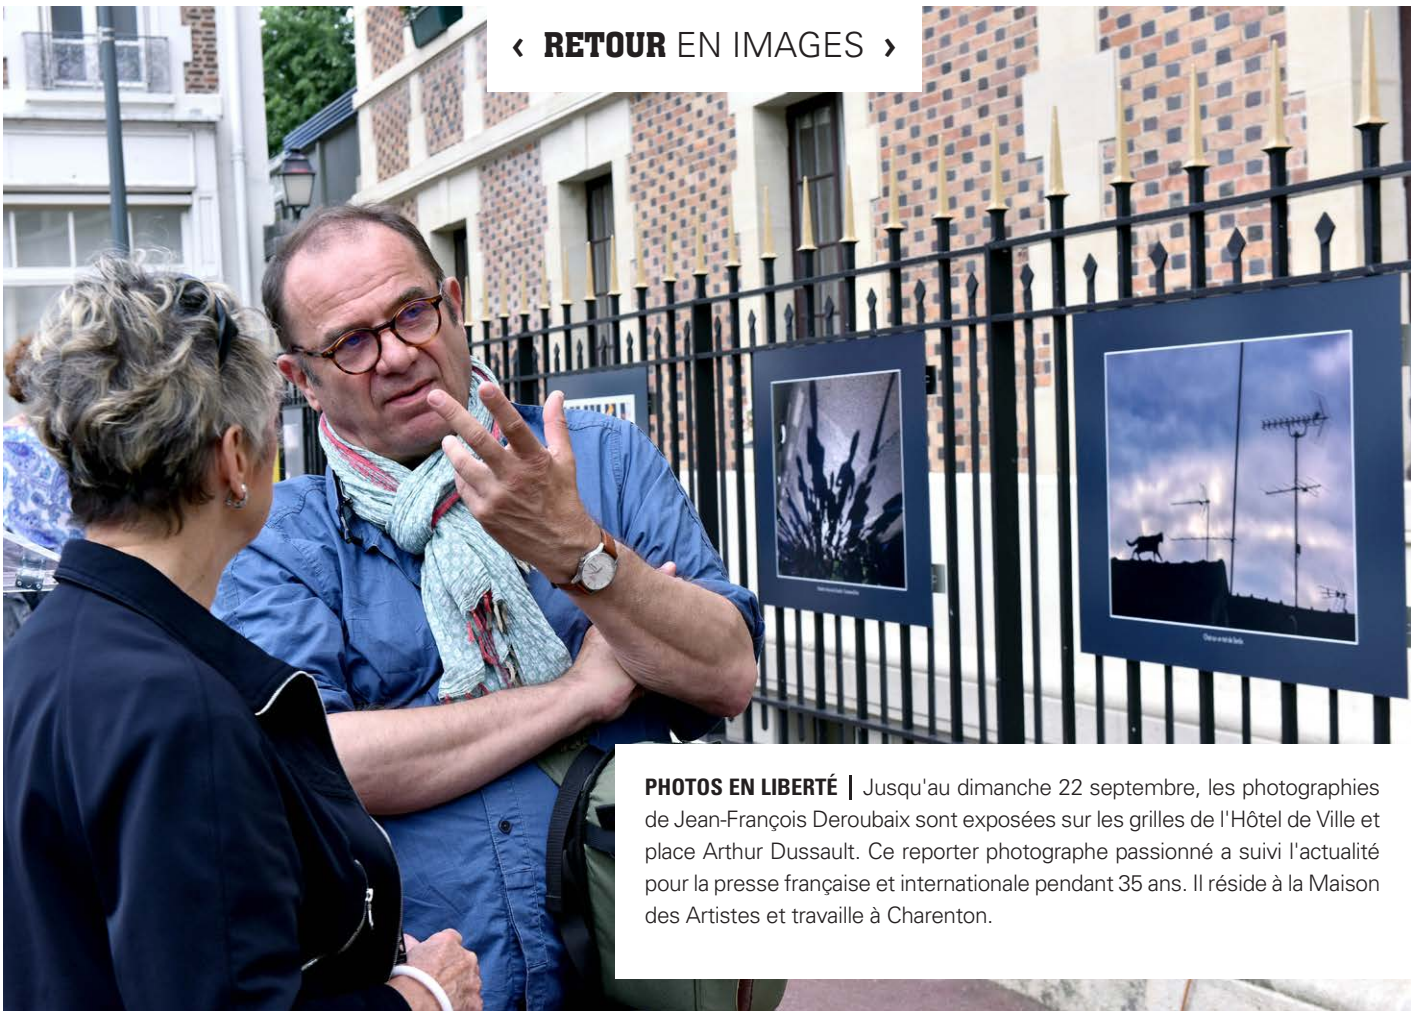 ‹ RETOUR EN IMAGES ›
PHOTOS EN LIBERTÉ | Jusqu'au dimanche 22 septembre, les photographies
de Jean-François Deroubaix sont exposées sur les grilles de l'Hôtel de Ville et
place Arthur Dussault. Ce reporter photographe passionné a suivi l'actualité
pour la presse française et internationale pendant 35 ans. Il réside à la Maison
des Artistes et travaille à Charenton.